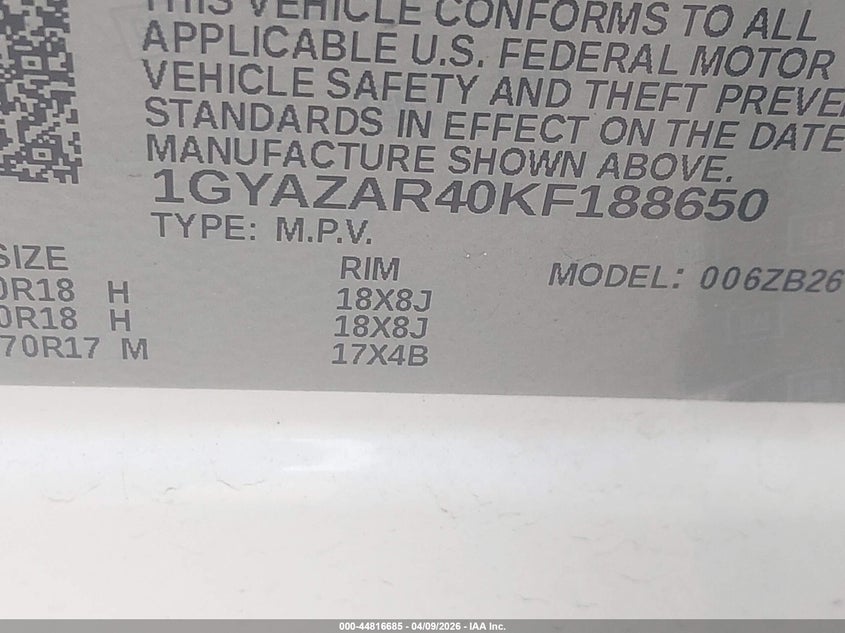 THIS VEHICLE CONFORMS TO ALL
APPLICABLE U.S. FEDERAL MOTOR
VEHICLE SAFETY AND THEFT PREVE
STANDARDS IN EFFECT ON THE DATE
MANUFACTURE SHOWN ABOVE.
1GYAZAR40KF188650
TYPE: M.P.V.
SIZE RIM MODEL: 006ZB26
0R18 H 18X8J
0R18 H 18X8J
70R17 M 17X4B
000-44816685 - 04/09/2026 - IAA Inc.